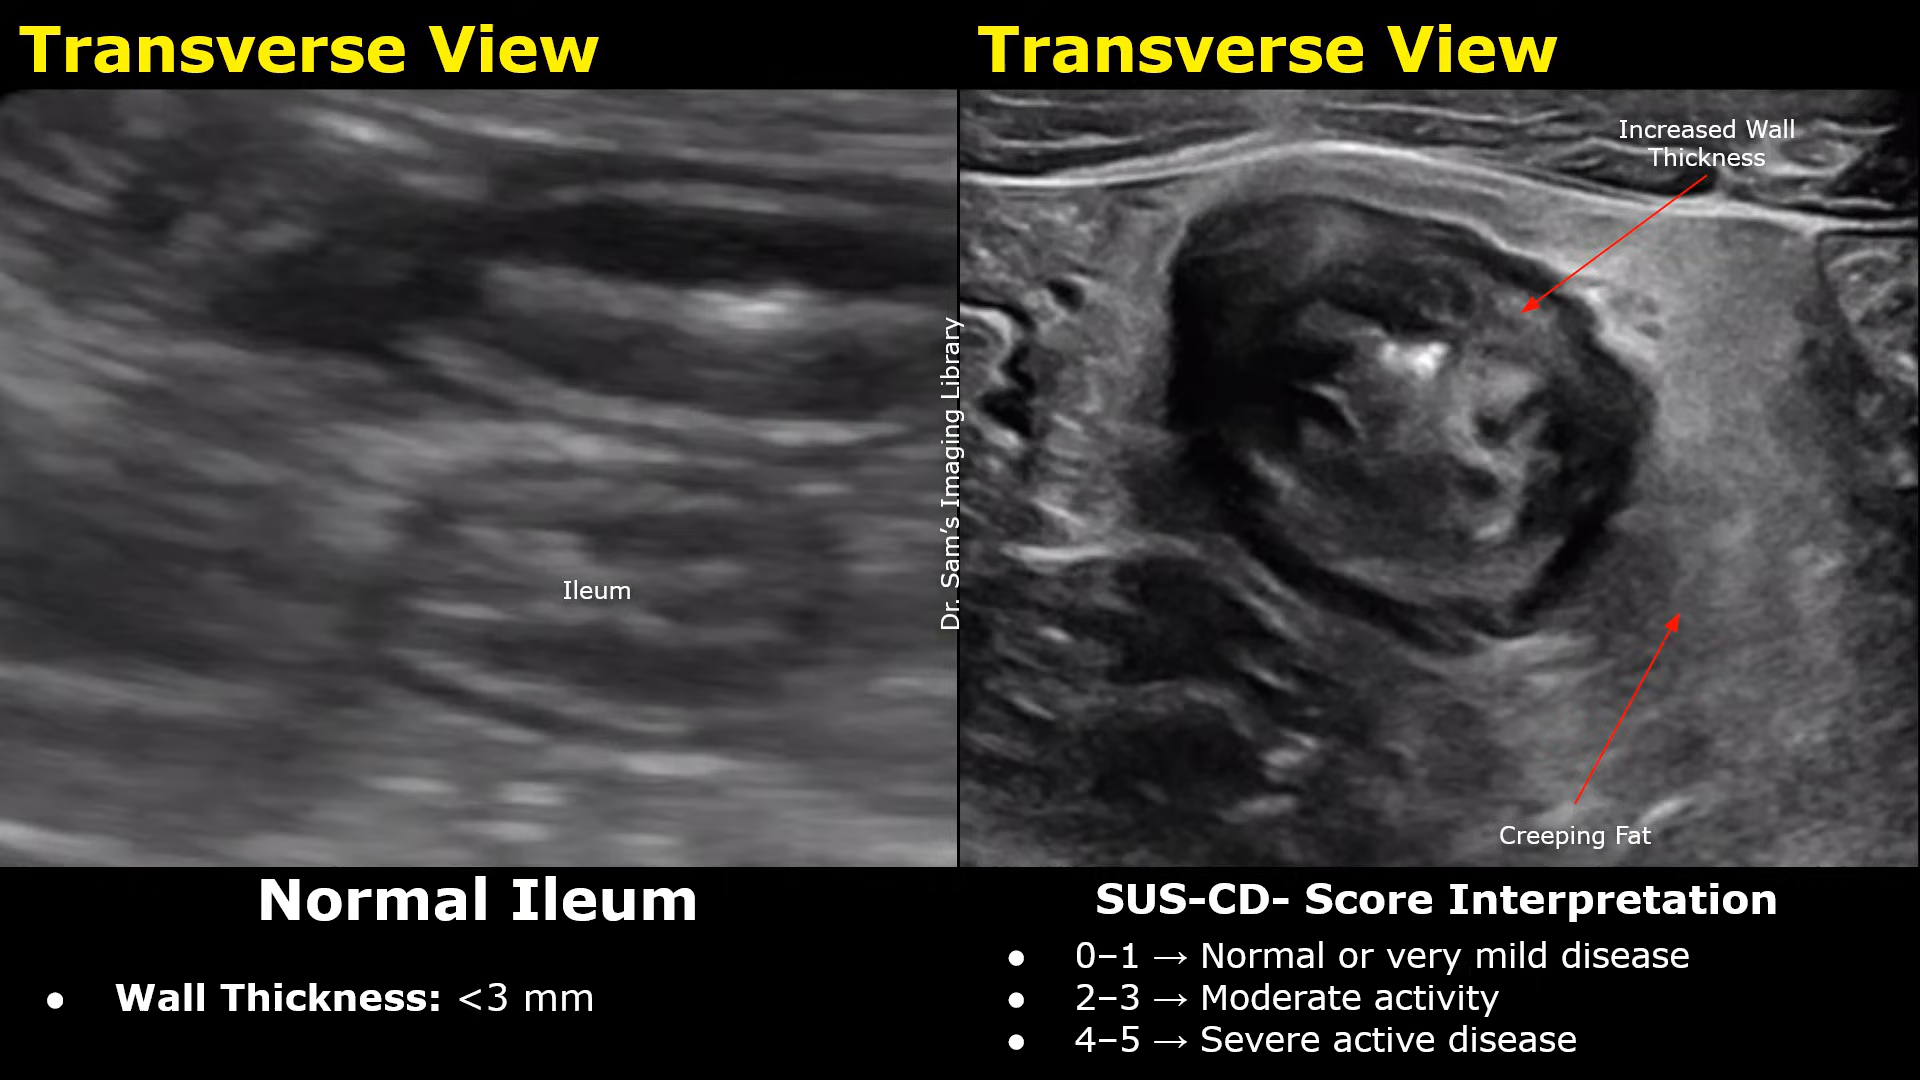 Transverse View
Transverse View
Increased Wall
Thickness
Dr. Sam’s Imaging Library
Ileum
Creeping Fat
Normal Ileum
• Wall Thickness: <3 mm
SUS-CD- Score Interpretation
• 0–1 → Normal or very mild disease
• 2–3 → Moderate activity
• 4–5 → Severe active disease